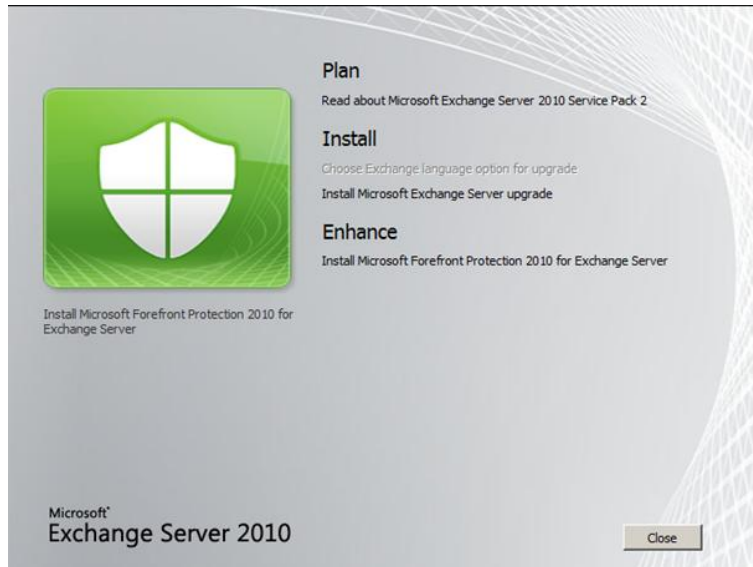 Plan
Read about Microsoft Exchange Server 2010 Service Pack 2
Install
Choose Exchange language option for upgrade
Install Microsoft Exchange Server upgrade
Enhance
Install Microsoft Forefront Protection 2010 for Exchange Server
Install Microsoft Forefront Protection 2010 for
Exchange Server
Microsoft®
Exchange Server 2010
Close